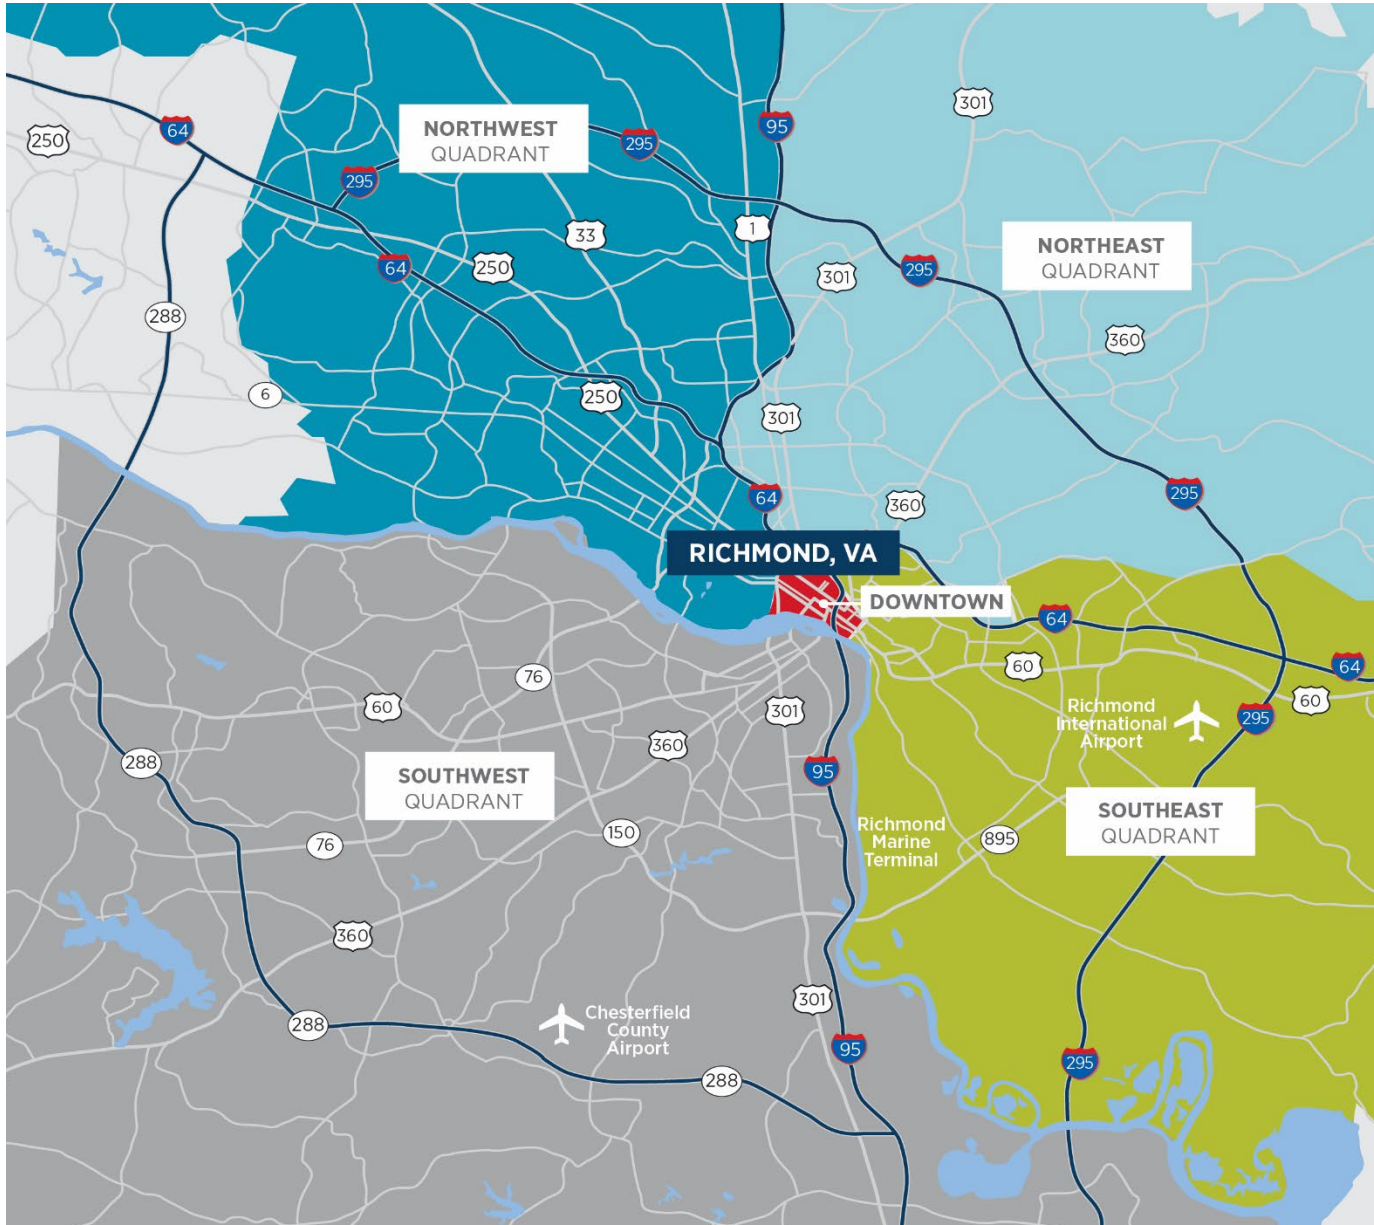 301
95
64
250
NORTHWEST
QUADRANT
295
295
33
1
NORTHEAST
QUADRANT
64
250
301
295
288
360
6
250
301
64
360
295
RICHMOND, VA
DOWNTOWN
64
60
64
76
60
301
60
Richmond
International
Airport
295
360
288
SOUTHWEST
QUADRANT
95
SOUTHEAST
QUADRANT
76
150
Richmond
Marine
Terminal
895
360
288
Chesterfield
County
Airport
301
95
295
288